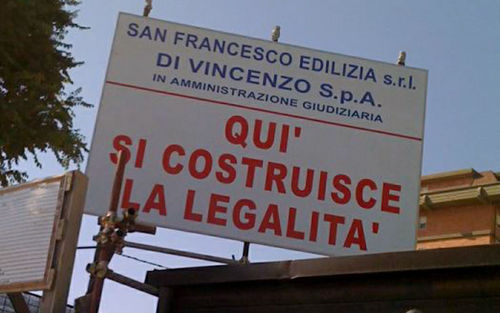 SAN FRANCESCO EDILIZIA s.r.l.
DI VINCENZO S.p.A.
IN AMMINISTRAZIONE GIUDIZIARIA
QUI'
SI COSTRUISCE
LA LEGALITA'